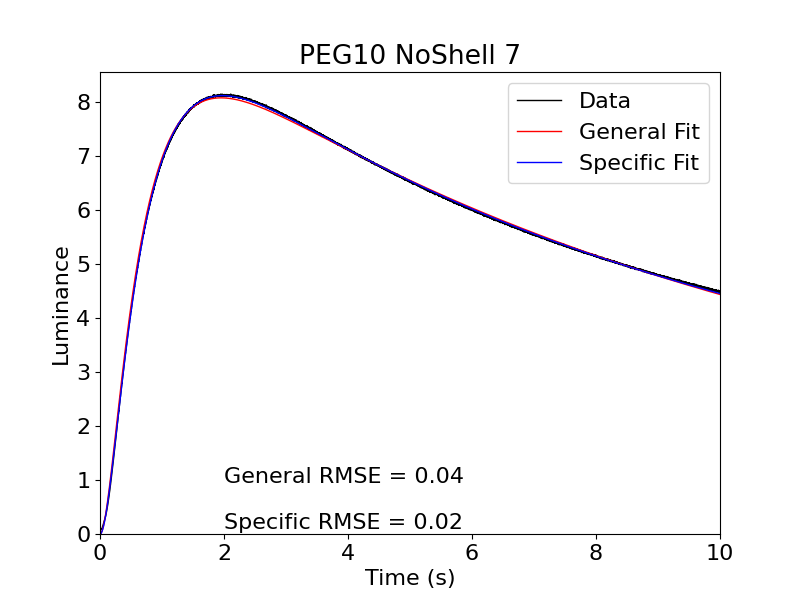 PEG10 NoShell 7
Data
General Fit
Specific Fit
8
7
6
5
4
3
2
1
0
Luminance
General RMSE = 0.04
Specific RMSE = 0.02
0 2 4 6 8 10
Time (s)